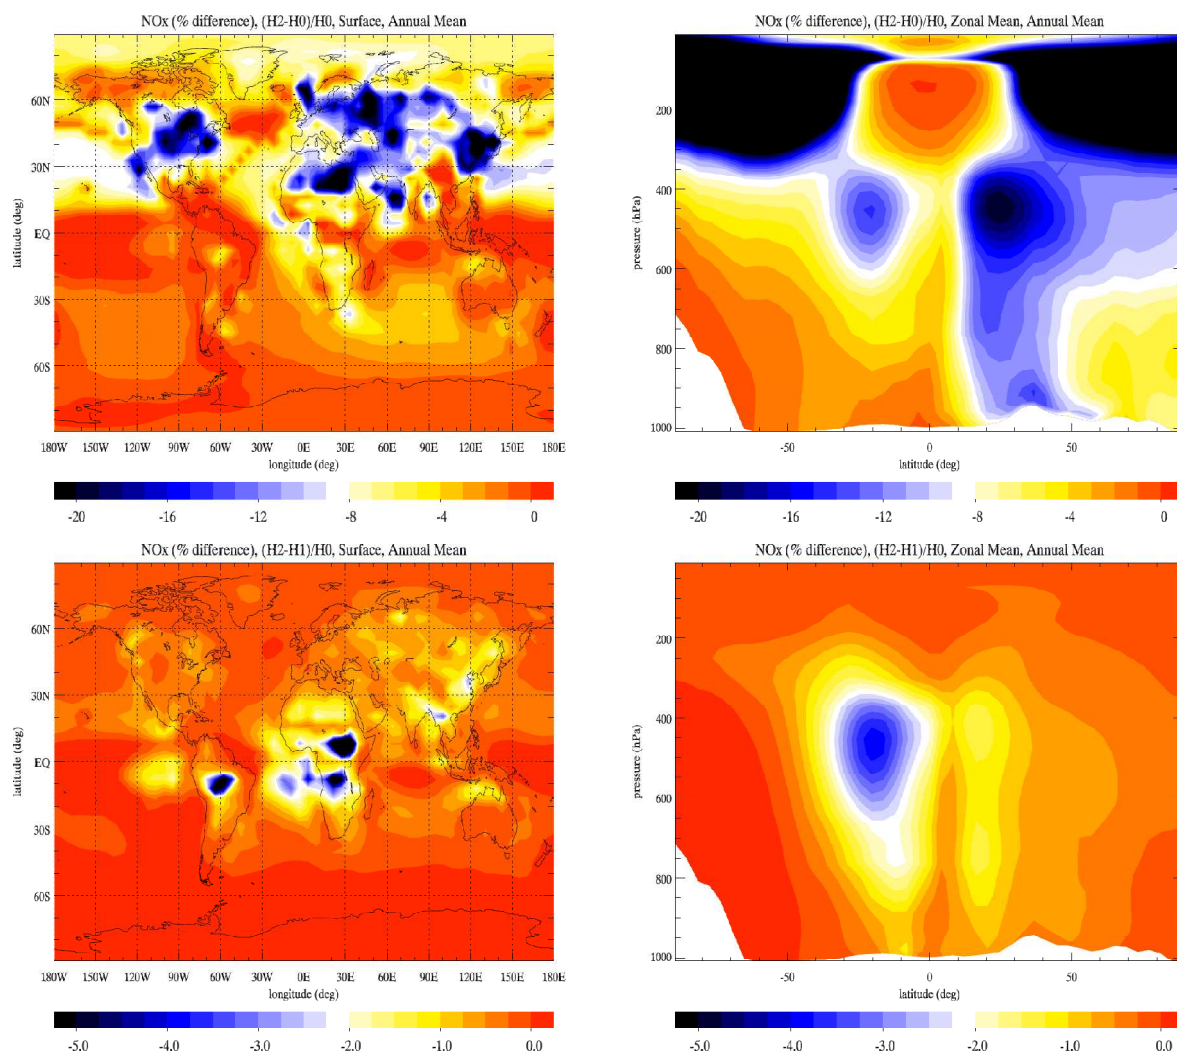 NOx (% difference), (H2-H0)/H0, Surface, Annual Mean
latitude (deg)
60N
30N
EQ
30S
60S
180W 150W 120W 90W 60W 30W 0E 30E 60E 90E 120E 150E 180E
longitude (deg)
-20 -16 -12 -8 -4 0
NOx (% difference), (H2-H0)/H0, Zonal Mean, Annual Mean
pressure (hPa)
200
400
600
800
1000
-50 0 50
latitude (deg)
-20 -16 -12 -8 -4 0
NOx (% difference), (H2-H1)/H0, Surface, Annual Mean
latitude (deg)
60N
30N
EQ
30S
60S
180W 150W 120W 90W 60W 30W 0E 30E 60E 90E 120E 150E 180E
longitude (deg)
-5.0 -4.0 -3.0 -2.0 -1.0 0.0
NOx (% difference), (H2-H1)/H0, Zonal Mean, Annual Mean
pressure (hPa)
200
400
600
800
1000
-50 0 50
latitude (deg)
-5.0 -4.0 -3.0 -2.0 -1.0 0.0